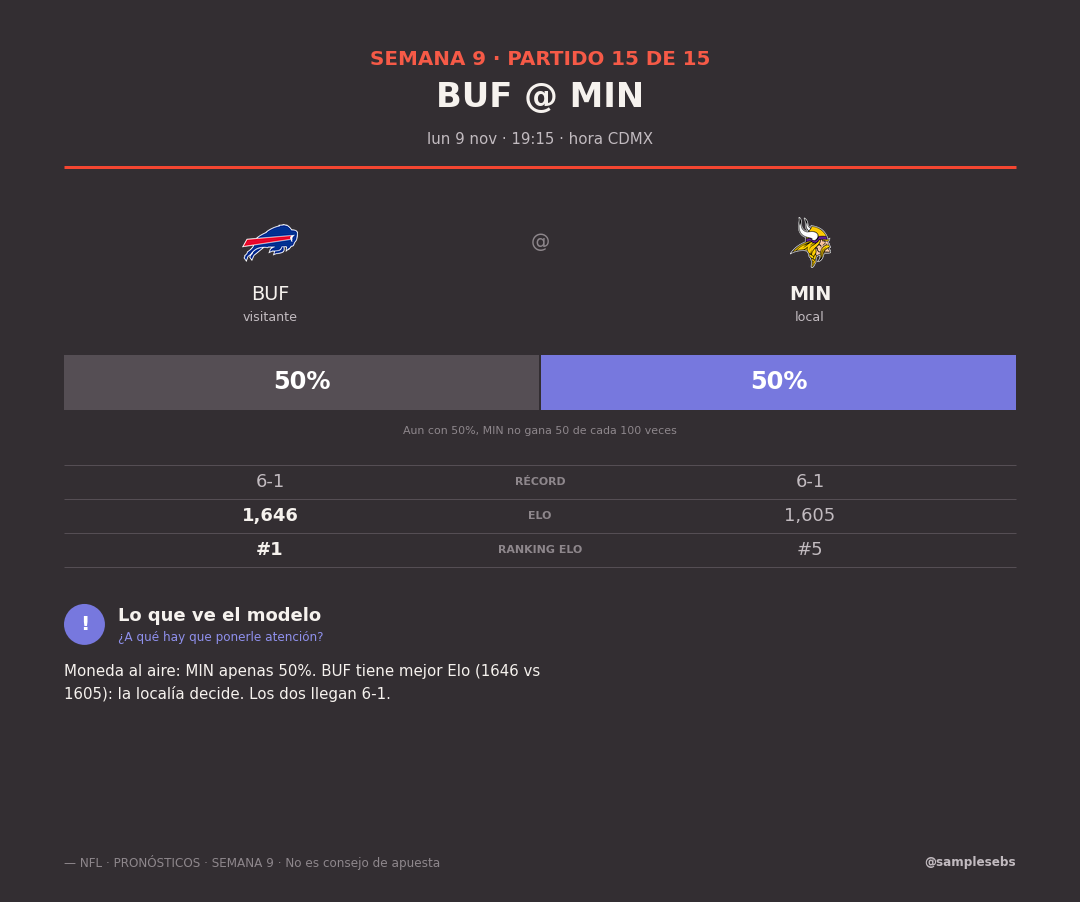 SEMANA 9 · PARTIDO 15 DE 15
BUF @ MIN
lun 9 nov · 19:15 · hora CDMX
@
BUF
MIN
visitante
local
50%
50%
Aun con 50%, MIN no gana 50 de cada 100 veces
6-1 RÉCORD 6-1
1,646 ELO 1,605
#1 RANKING ELO #5
! Lo que ve el modelo
¿A qué hay que ponerle atención?
Moneda al aire: MIN apenas 50%. BUF tiene mejor Elo (1646 vs
1605): la localía decide. Los dos llegan 6-1.
— NFL · PRONÓSTICOS · SEMANA 9 · No es consejo de apuesta
@samplesebs